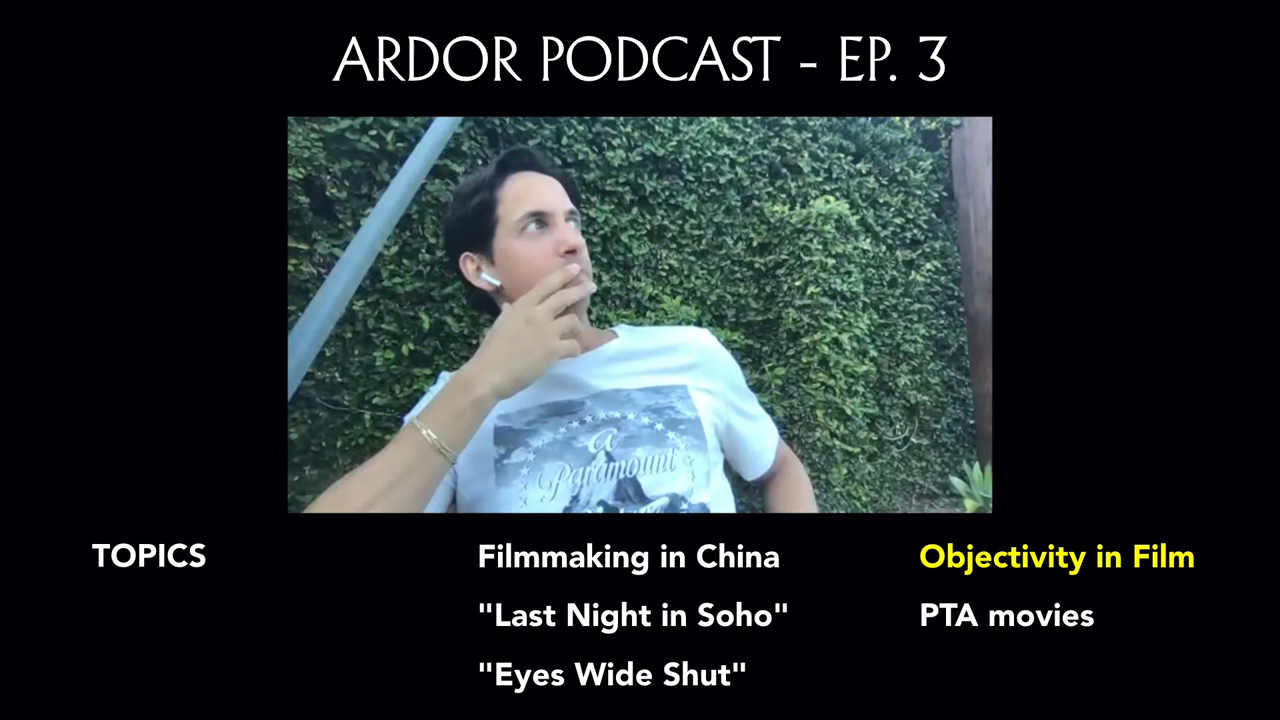 ARDOR PODCAST - EP. 3
a
Paramount
TOPICS
Filmmaking in China
"Last Night in Soho"
"Eyes Wide Shut"
Objectivity in Film
PTA movies